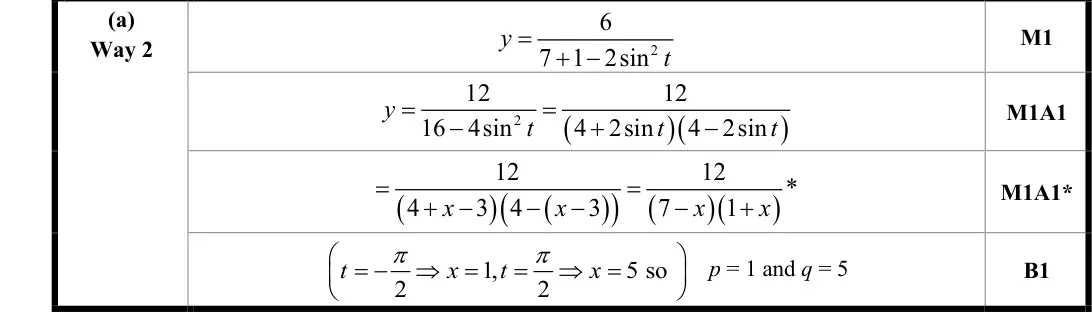 (a)
Way 2
y = 6 / (7 + 1 − 2sin² t) M1
y = 12 / (16 − 4sin² t) = 12 / ((4 + 2sin t)(4 − 2sin t)) M1A1
= 12 / ((4 + x − 3)(4 − (x − 3))) = 12 / ((7 − x)(1 + x)) * M1A1*
(t = −π/2 ⇒ x = 1, t = π/2 ⇒ x = 5 so) p = 1 and q = 5 B1